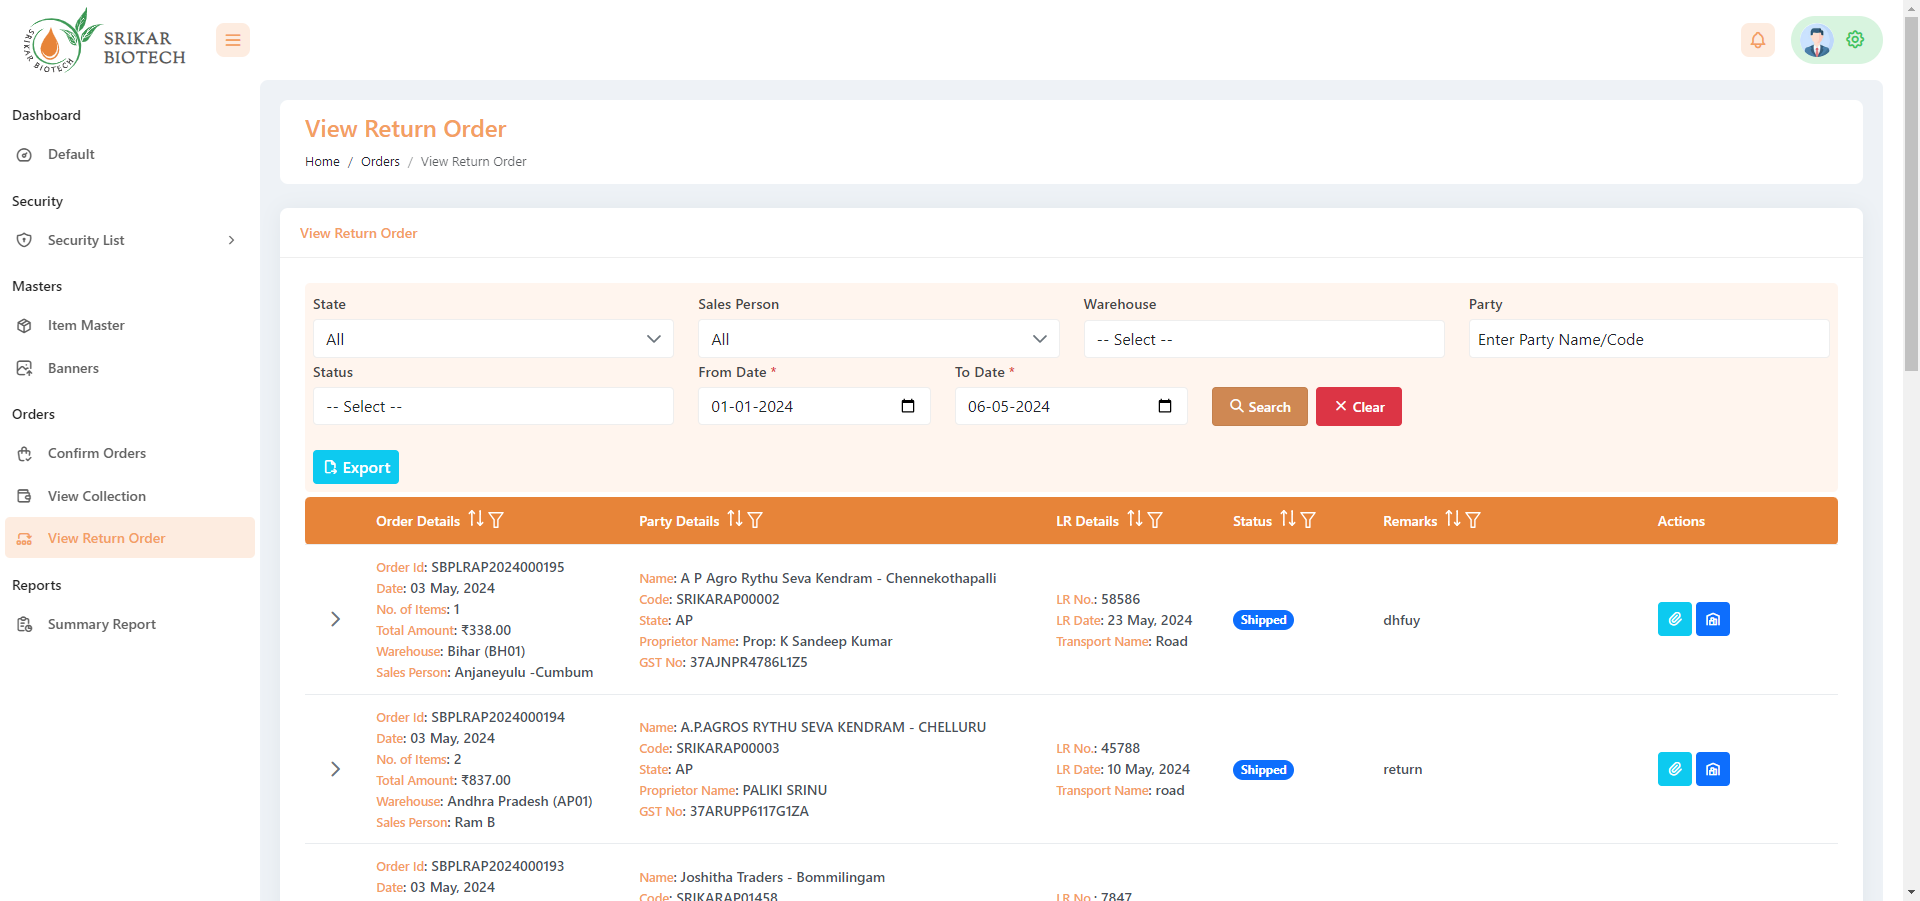 SRIKAR BIOTECH
SRIKAR
BIOTECH
Dashboard
Default
Security
Security List
Masters
Item Master
Banners
Orders
Confirm Orders
View Collection
View Return Order
Reports
Summary Report
View Return Order
Home / Orders / View Return Order
View Return Order
State Sales Person Warehouse Party
All All -- Select -- Enter Party Name/Code
Status From Date * To Date *
-- Select -- 01-01-2024 06-05-2024 Search Clear
Export
Order Details Party Details LR Details Status Remarks Actions
Order Id: SBPLRAP2024000195
Date: 03 May, 2024
No. of Items: 1
Total Amount: ₹338.00
Warehouse: Bihar (BH01)
Sales Person: Anjaneyulu -Cumbum
Name: A P Agro Rythu Seva Kendram - Chennekothapalli
Code: SRIKARAP00002
State: AP
Proprietor Name: Prop: K Sandeep Kumar
GST No: 37AJNPR4786L1Z5
LR No.: 58586
LR Date: 23 May, 2024
Transport Name: Road
Shipped
dhfuy
Order Id: SBPLRAP2024000194
Date: 03 May, 2024
No. of Items: 2
Total Amount: ₹837.00
Warehouse: Andhra Pradesh (AP01)
Sales Person: Ram B
Name: A.P.AGROS RYTHU SEVA KENDRAM - CHELLURU
Code: SRIKARAP00003
State: AP
Proprietor Name: PALIKI SRINU
GST No: 37ARUPP6117G1ZA
LR No.: 45788
LR Date: 10 May, 2024
Transport Name: road
Shipped
return
Order Id: SBPLRAP2024000193
Date: 03 May, 2024
Name: Joshitha Traders - Bommilingam
Code: SRIKARAP01458
LR No.: 7847